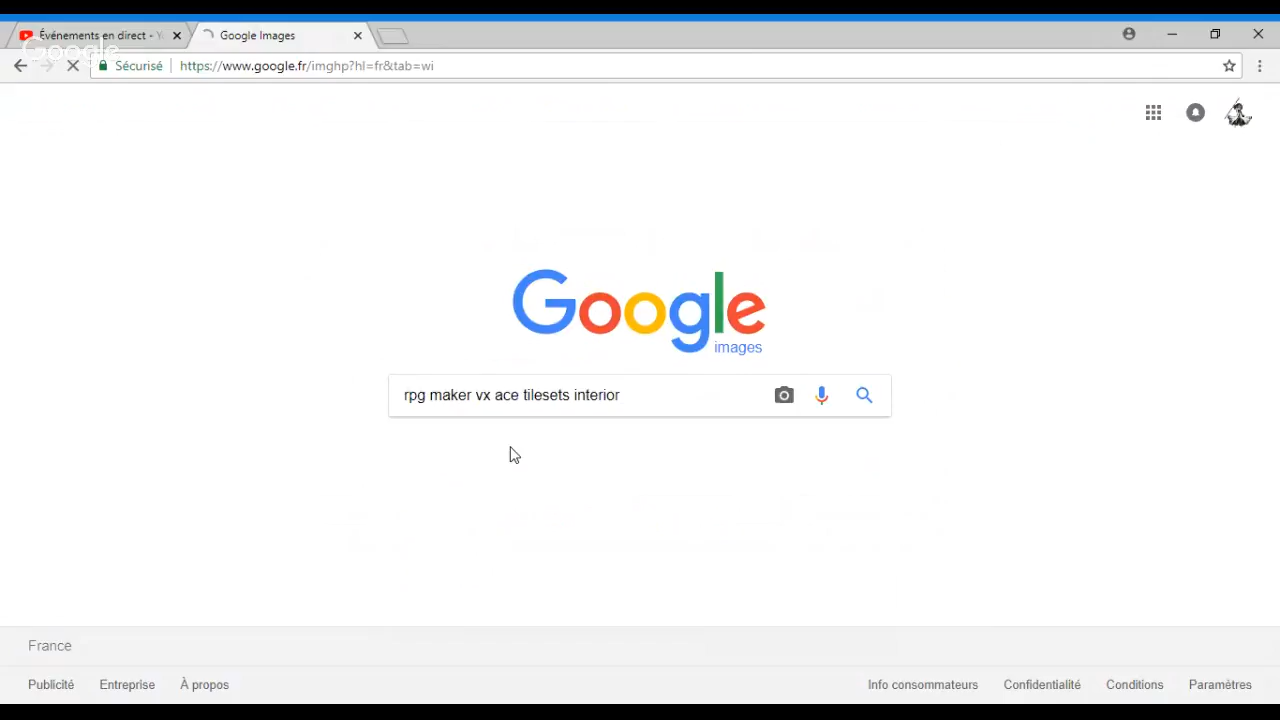 Événements en direct - Y
Google Images
Google
Sécurisé
https://www.google.fr/imghp?hl=fr&tab=wi
Google
images
rpg maker vx ace tilesets interior
France
Publicité Entreprise À propos Info consommateurs Confidentialité Conditions Paramètres